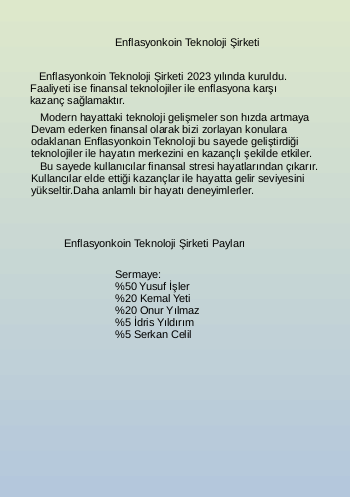 Enflasyonkoin Teknoloji Şirketi
Enflasyonkoin Teknoloji Şirketi 2023 yılında kuruldu.
Faaliyeti ise finansal teknolojiler ile enflasyona karşı
kazanç sağlamaktır.
Modern hayattaki teknoloji gelişmeler son hızda artmaya
Devam ederken finansal olarak bizi zorlayan konulara
odaklanan Enflasyonkoin Teknoloji bu sayede geliştirdiği
teknolojiler ile hayatın merkezini en kazançlı şekilde etkiler.
Bu sayede kullanıcılar finansal stresi hayatlarından çıkarır.
Kullancılar elde ettiği kazançlar ile hayatta gelir seviyesini
yükseltir.Daha anlamlı bir hayatı deneyimlerler.
Enflasyonkoin Teknoloji Şirketi Payları
Sermaye:
%50 Yusuf İşler
%20 Kemal Yeti
%20 Onur Yılmaz
%5 İdris Yıldırım
%5 Serkan Celil